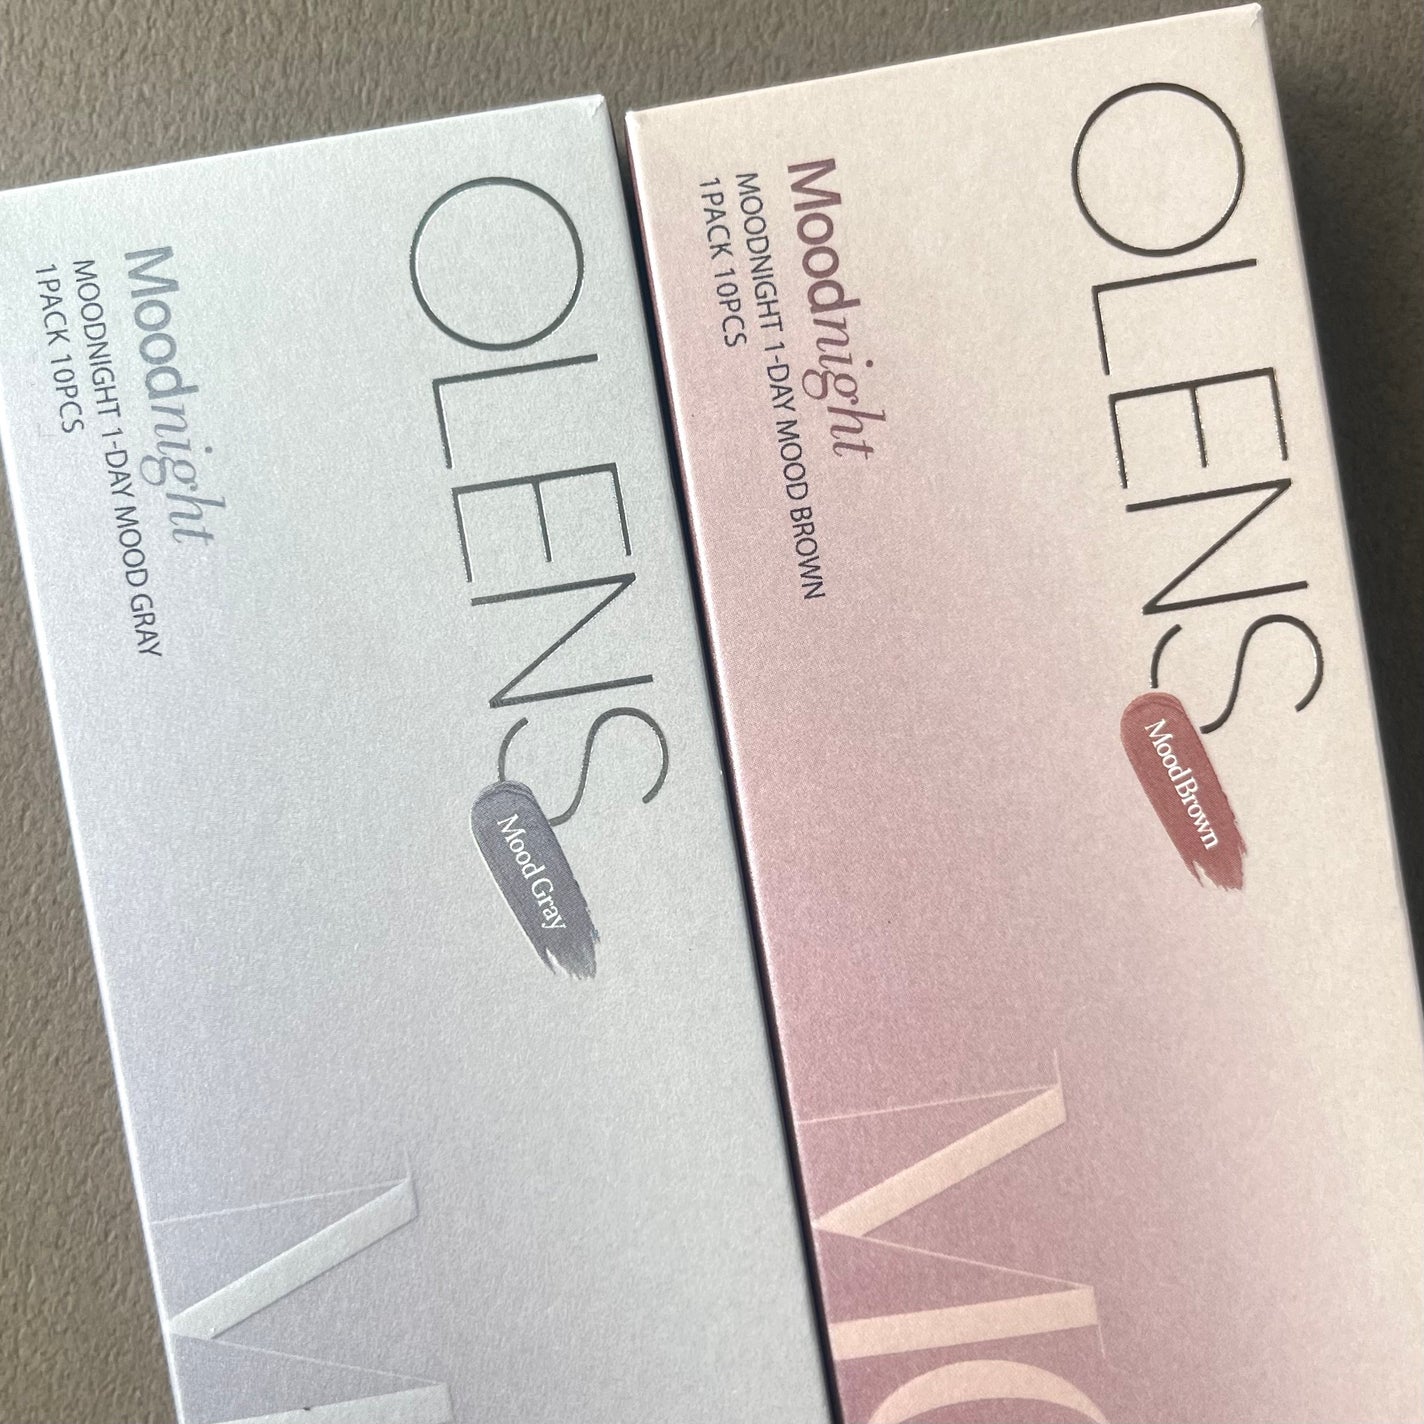 OLENS
Mood Gray
Moodnight
MOODNIGHT 1-DAY MOOD GRAY
1PACK 10PCS
M
OLENS
MoodBrown
Moodnight
MOODNIGHT 1-DAY MOOD BROWN
1PACK 10PCS
Mo